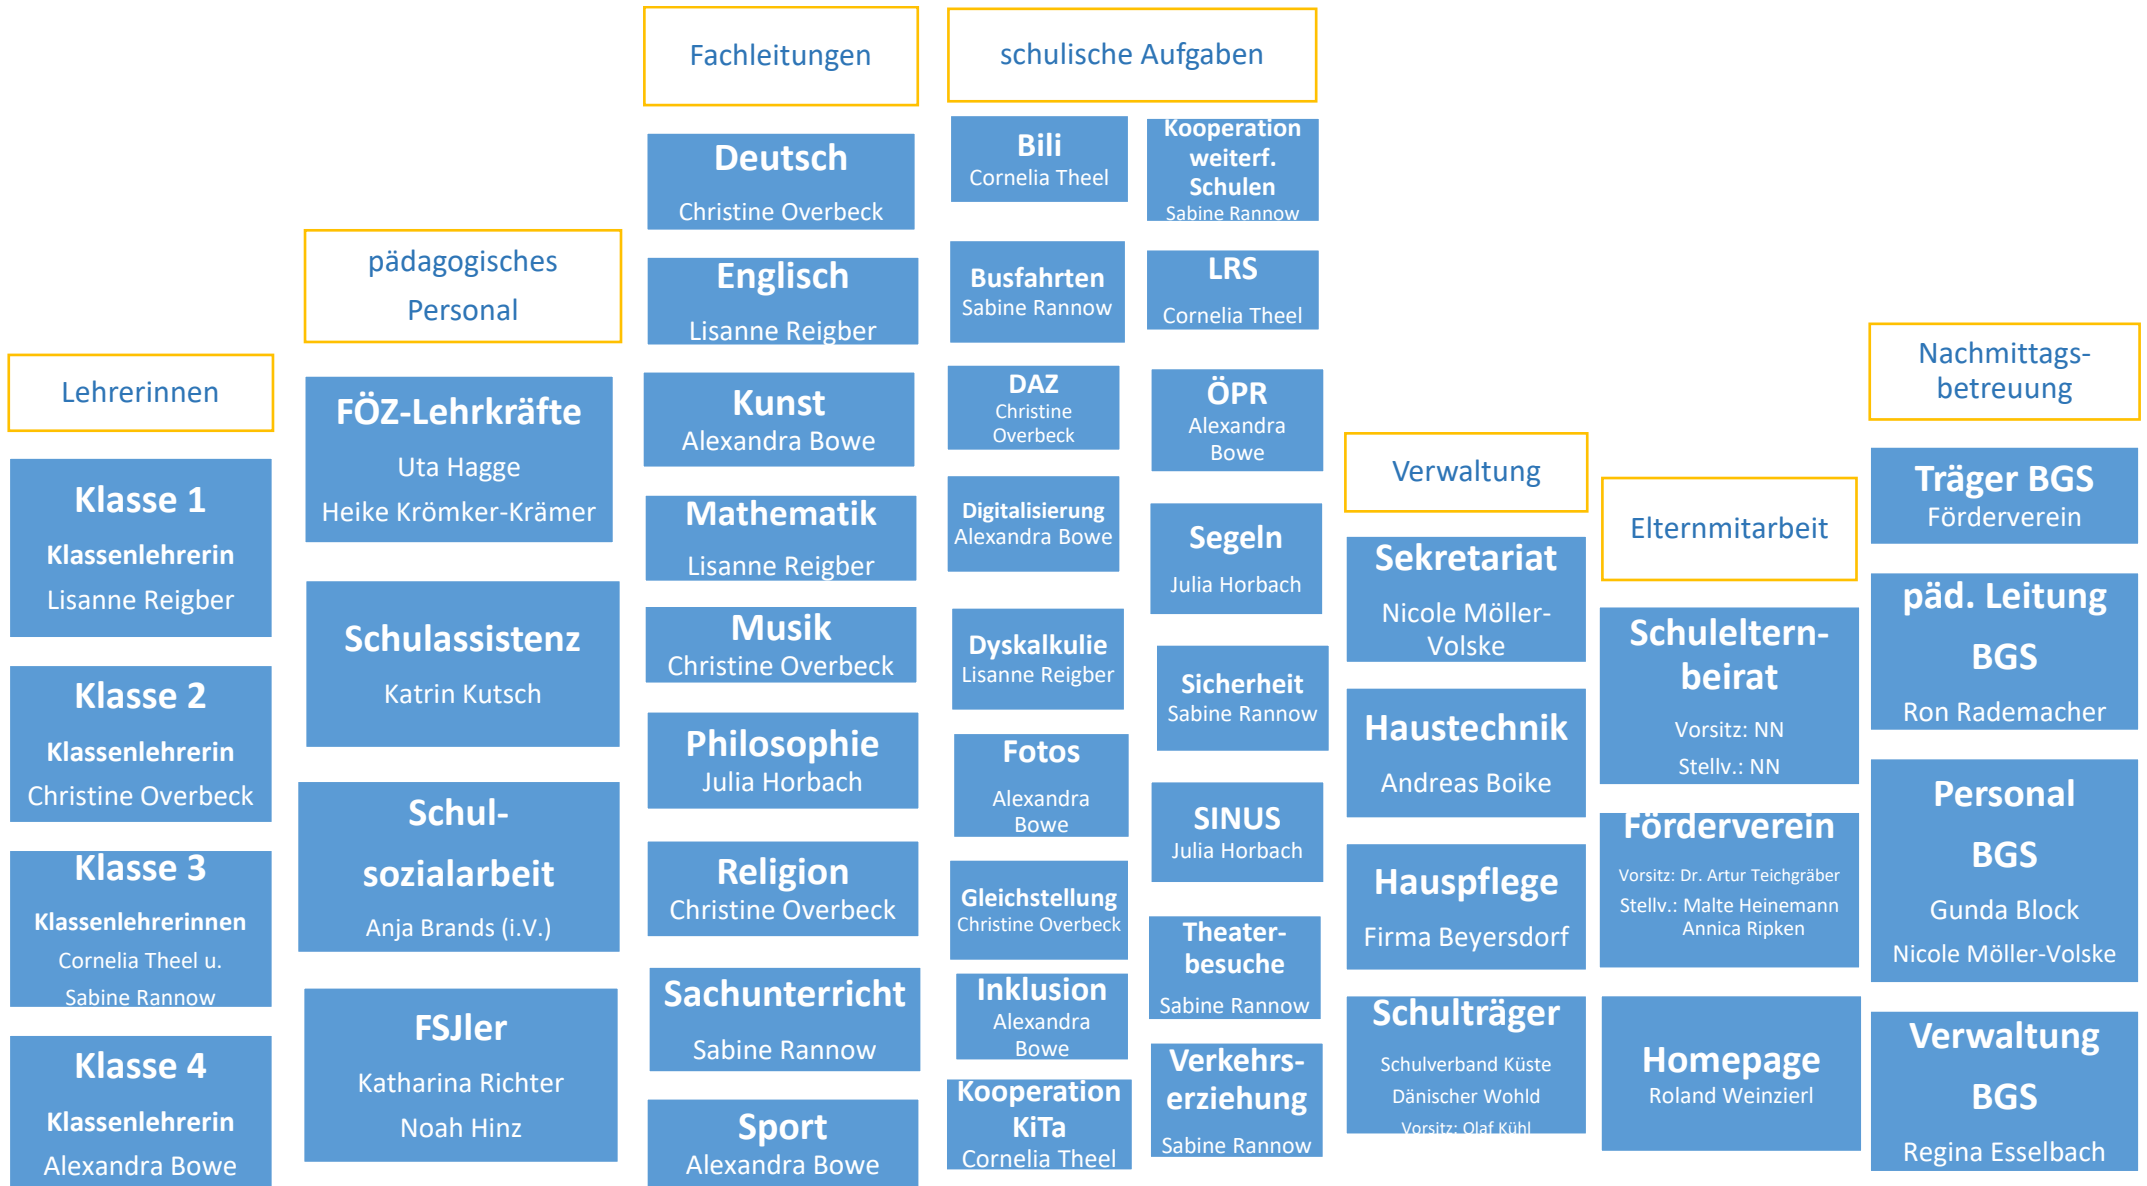 Lehrerinnen
Klasse 1
Klassenlehrerin
Lisanne Reigber
Klasse 2
Klassenlehrerin
Christine Overbeck
Klasse 3
Klassenlehrerinnen
Cornelia Theel u.
Sabine Rannow
Klasse 4
Klassenlehrerin
Alexandra Bowe
pädagogisches
Personal
FÖZ-Lehrkräfte
Uta Hagge
Heike Krömker-Krämer
Schulassistenz
Katrin Kutsch
Schul-
sozialarbeit
Anja Brands (i.V.)
FSJler
Katharina Richter
Noah Hinz
Fachleitungen
Deutsch
Christine Overbeck
Englisch
Lisanne Reigber
Kunst
Alexandra Bowe
Mathematik
Lisanne Reigber
Musik
Christine Overbeck
Philosophie
Julia Horbach
Religion
Christine Overbeck
Sachunterricht
Sabine Rannow
Sport
Alexandra Bowe
schulische Aufgaben
Bili
Cornelia Theel
Busfahrten
Sabine Rannow
DAZ
Christine
Overbeck
Digitalisierung
Alexandra Bowe
Dyskalkulie
Lisanne Reigber
Fotos
Alexandra
Bowe
Gleichstellung
Christine Overbeck
Inklusion
Alexandra
Bowe
Kooperation
KiTa
Cornelia Theel
Kooperation
weiterf.
Schulen
Sabine Rannow
LRS
Cornelia Theel
ÖPR
Alexandra
Bowe
Segeln
Julia Horbach
Sicherheit
Sabine Rannow
SINUS
Julia Horbach
Theater-
besuche
Sabine Rannow
Verkehrs-
erziehung
Sabine Rannow
Verwaltung
Sekretariat
Nicole Möller-
Volske
Haustechnik
Andreas Boike
Hauspflege
Firma Beyersdorf
Schulträger
Schulverband Küste
Dänischer Wohld
Vorsitz: Olaf Kühl
Elternmitarbeit
Schuleltern-
beirat
Vorsitz: NN
Stellv.: NN
Förderverein
Vorsitz: Dr. Artur Teichgräber
Stellv.: Malte Heinemann
Annica Ripken
Homepage
Roland Weinzierl
Nachmittags-
betreuung
Träger BGS
Förderverein
päd. Leitung
BGS
Ron Rademacher
Personal
BGS
Gunda Block
Nicole Möller-Volske
Verwaltung
BGS
Regina Esselbach